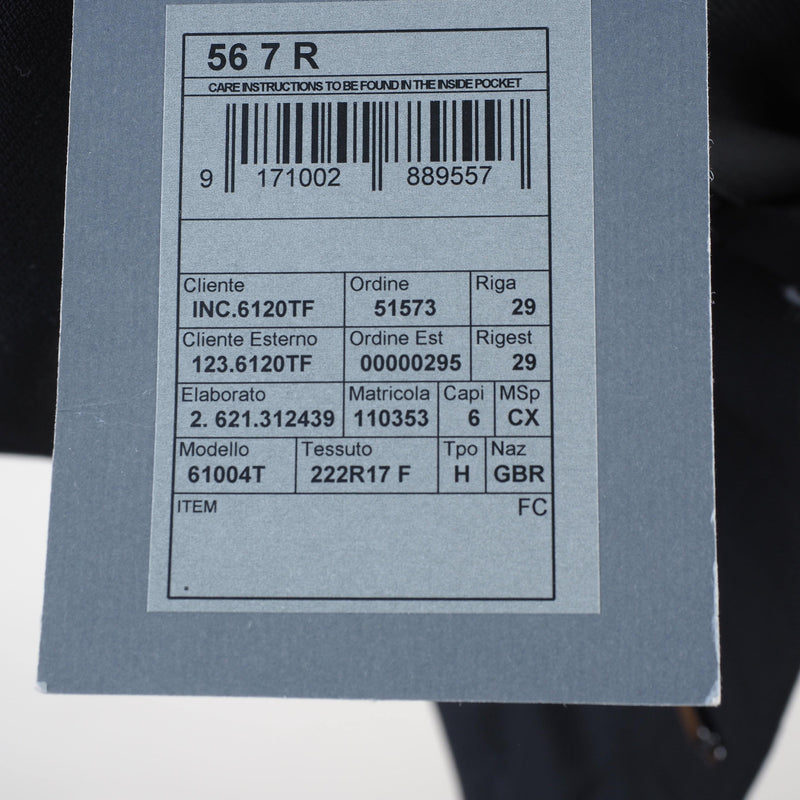 56 7 R
CARE INSTRUCTIONS TO BE FOUND IN THE INSIDE POCKET
9 171002 889557
Cliente Ordine Riga
INC.6120TF 51573 29
Cliente Esterno Ordine Est Rigest
123.6120TF 00000295 29
Elaborato Matricola Capi MSp
2. 621.312439 110353 6 CX
Modello Tessuto Tpo Naz
61004T 222R17 F H GBR
ITEM FC
.